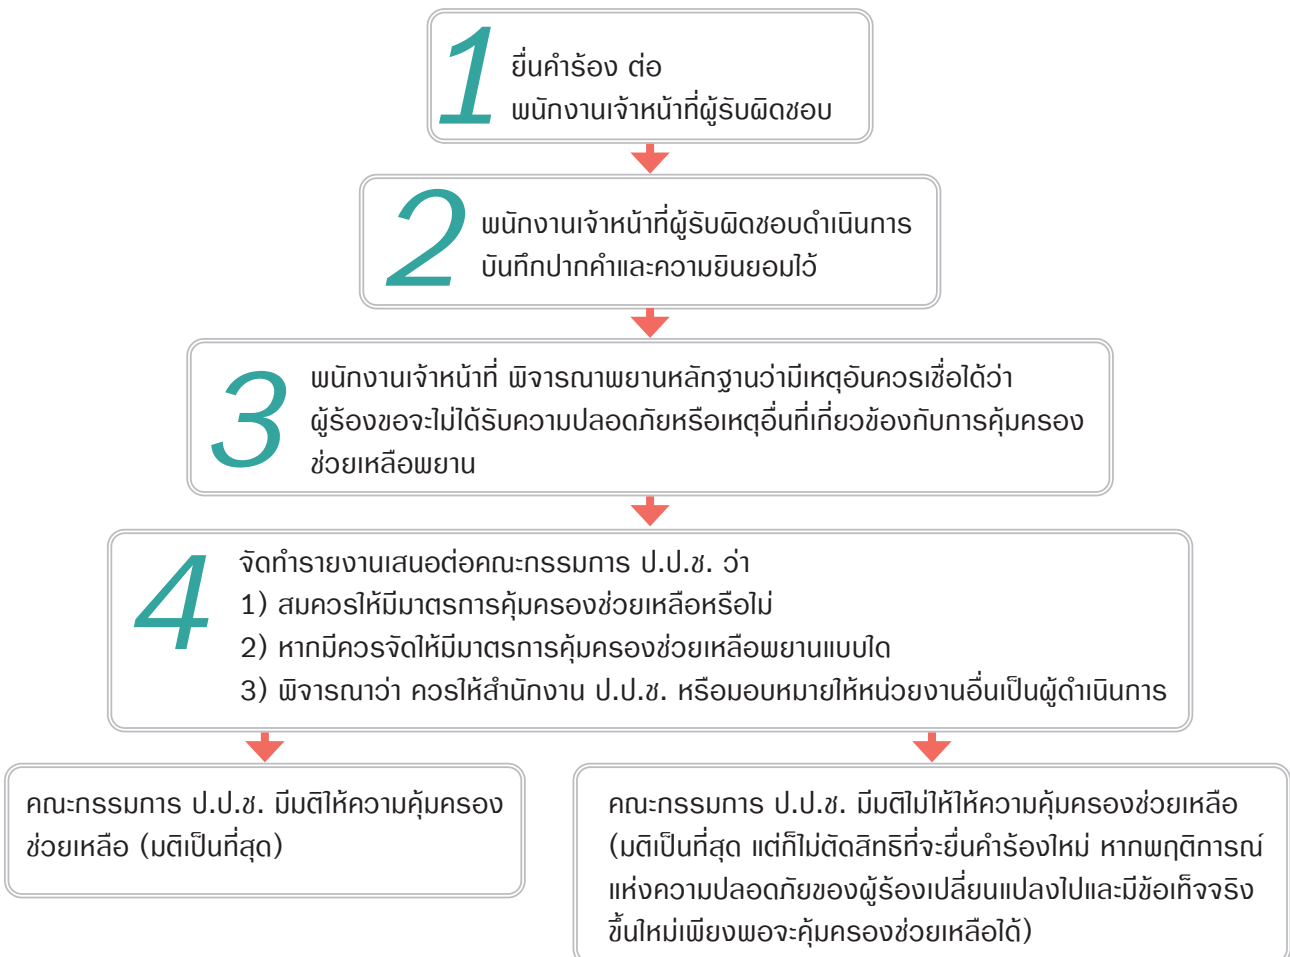 1
ยื่นคำร้อง ต่อ
พนักงานเจ้าหน้าที่ผู้รับผิดชอบ
2
พนักงานเจ้าหน้าที่ผู้รับผิดชอบดำเนินการ
บันทึกปากคำและความยินยอมไว้
3
พนักงานเจ้าหน้าที่ พิจารณาพยานหลักฐานว่ามีเหตุอันควรเชื่อได้ว่า
ผู้ร้องขอจะไม่ได้รับความปลอดภัยหรือเหตุอื่นที่เกี่ยวข้องกับการคุ้มครอง
ช่วยเหลือพยาน
4
จัดทำรายงานเสนอต่อคณะกรรมการ ป.ป.ช. ว่า
1) สมควรให้มีมาตรการคุ้มครองช่วยเหลือหรือไม่
2) หากมีควรจัดให้มีมาตรการคุ้มครองช่วยเหลือพยานแบบใด
3) พิจารณาว่า ควรให้สำนักงาน ป.ป.ช. หรือมอบหมายให้หน่วยงานอื่นเป็นผู้ดำเนินการ
คณะกรรมการ ป.ป.ช. มีมติให้ความคุ้มครอง
ช่วยเหลือ (มติเป็นที่สุด)
คณะกรรมการ ป.ป.ช. มีมติไม่ให้ให้ความคุ้มครองช่วยเหลือ
(มติเป็นที่สุด แต่ก็ไม่ตัดสิทธิที่จะยื่นคำร้องใหม่ หากพฤติการณ์
แห่งความปลอดภัยของผู้ร้องเปลี่ยนแปลงไปและมีข้อเท็จจริง
ขึ้นใหม่เพียงพอจะคุ้มครองช่วยเหลือได้)